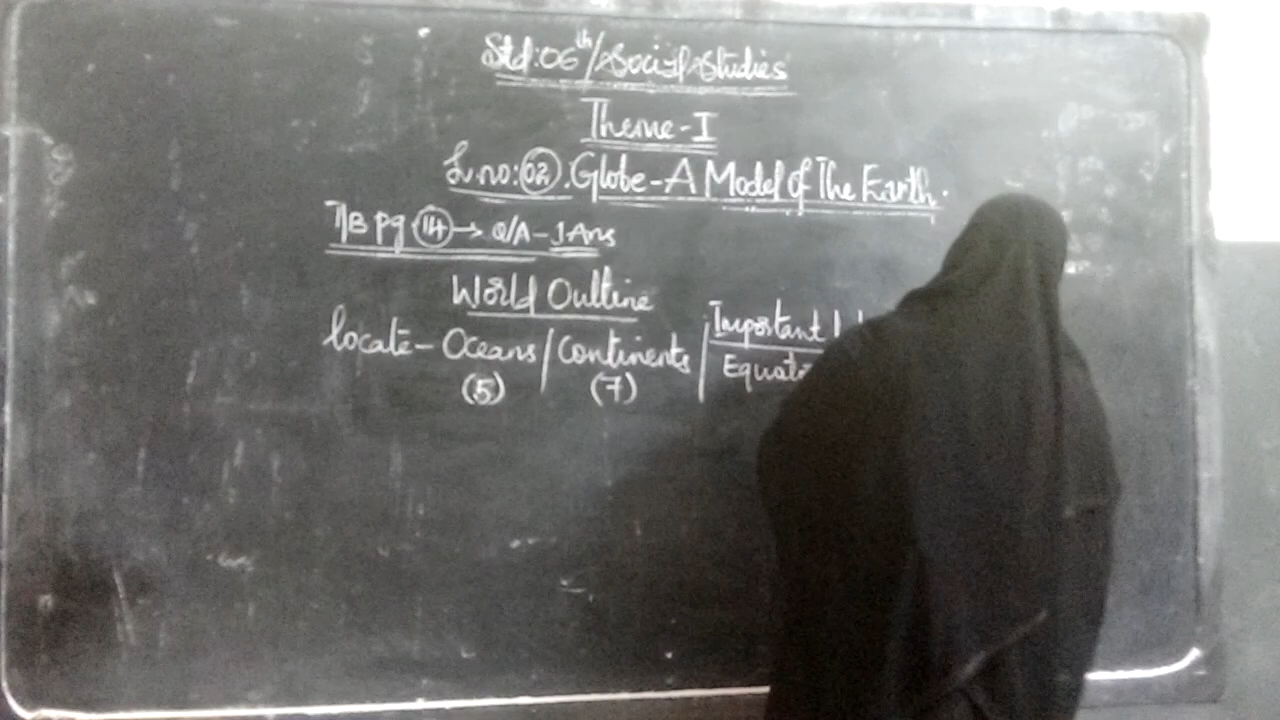 Std:06th/Social Studies
Theme-I
L.no:02.Globe-A Model Of The Earth.
T/B pg 14 → Q/A-1 Ans
World Outline
locate-Oceans/Continents/Important
(5) (7) Equato